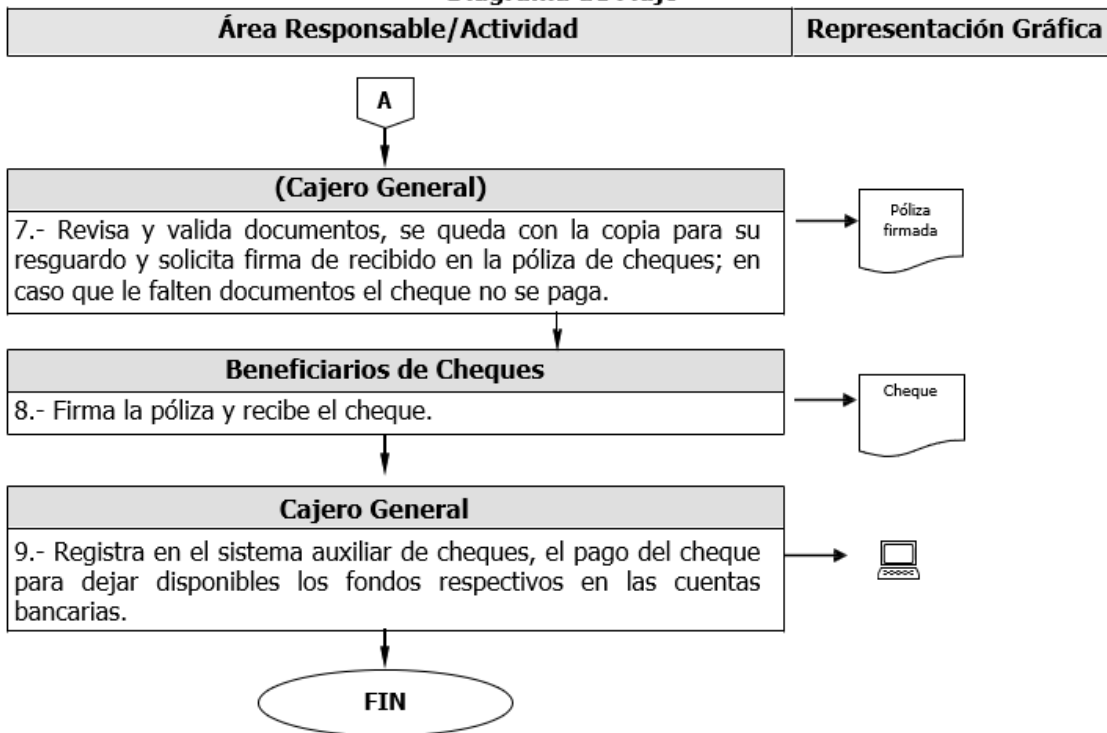 Área Responsable/Actividad
Representación Gráfica
A
(Cajero General)
7.- Revisa y valida documentos, se queda con la copia para su
resguardo y solicita firma de recibido en la póliza de cheques; en
caso que le falten documentos el cheque no se paga.
Póliza
firmada
Beneficiarios de Cheques
8.- Firma la póliza y recibe el cheque.
Cheque
Cajero General
9.- Registra en el sistema auxiliar de cheques, el pago del cheque
para dejar disponibles los fondos respectivos en las cuentas
bancarias.
FIN